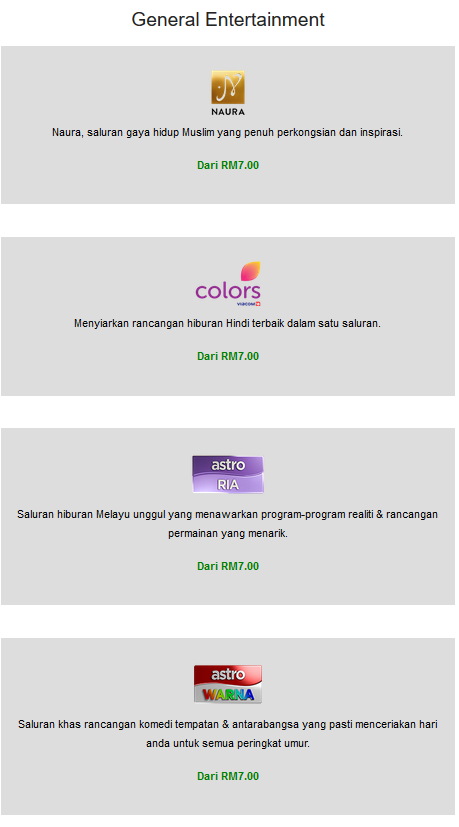 General Entertainment
NAURA
Naura, saluran gaya hidup Muslim yang penuh perkongsian dan inspirasi.
Dari RM7.00
colors
VIACOM18
Menyiarkan rancangan hiburan Hindi terbaik dalam satu saluran.
Dari RM7.00
astro
RIA
Saluran hiburan Melayu unggul yang menawarkan program-program realiti & rancangan
permainan yang menarik.
Dari RM7.00
astro
WARNA
Saluran khas rancangan komedi tempatan & antarabangsa yang pasti menceriakan hari
anda untuk semua peringkat umur.
Dari RM7.00